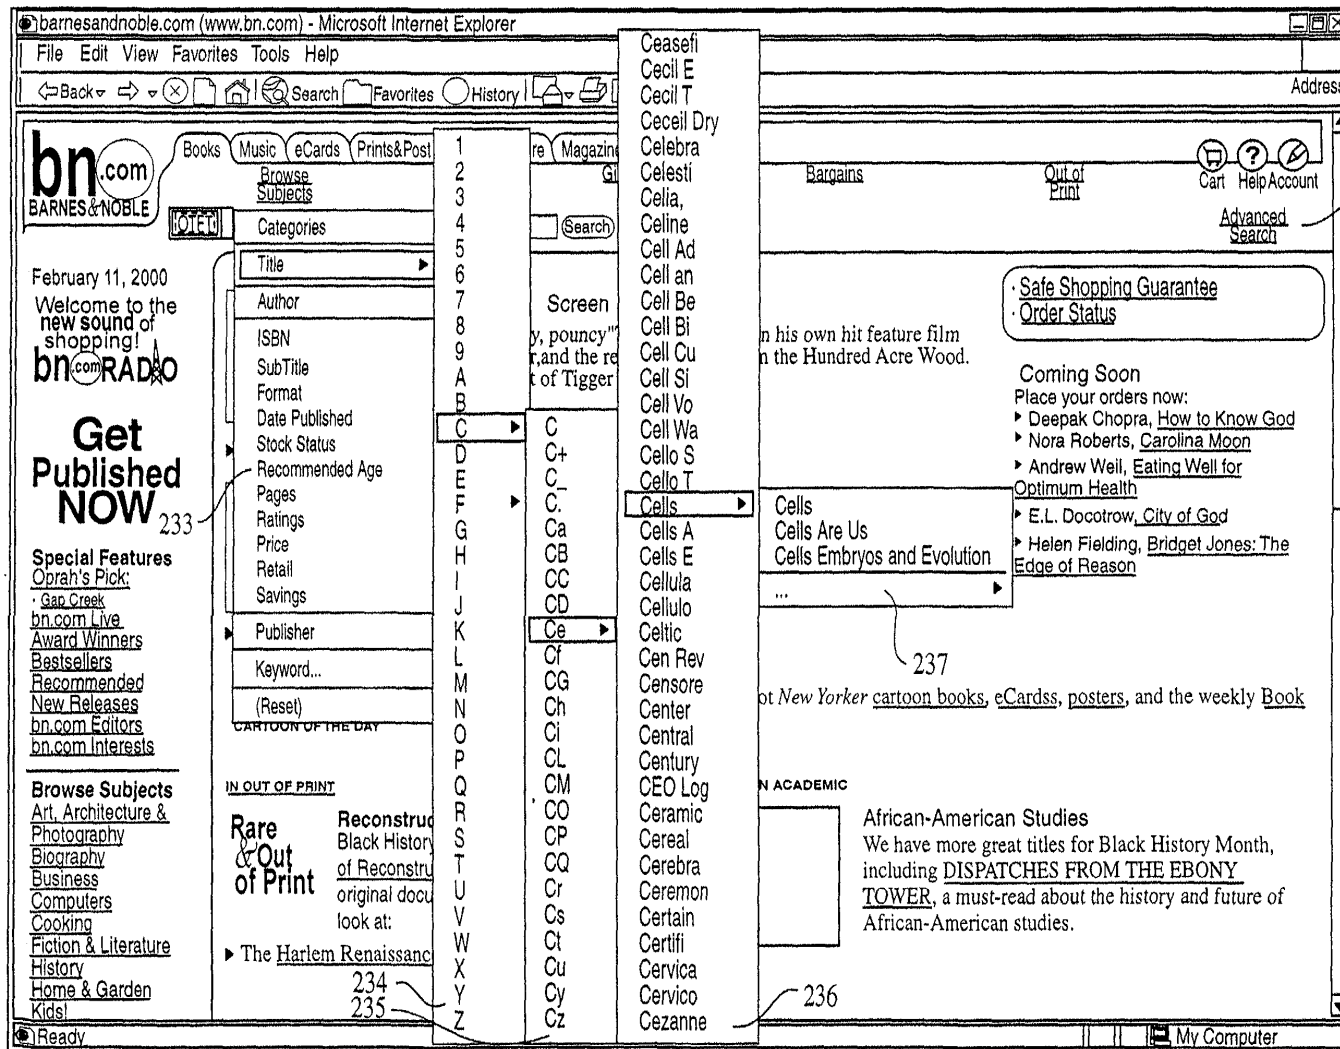 barnesandnoble.com (www.bn.com) - Microsoft Internet Explorer
File Edit View Favorites Tools Help
Back Search Favorites History
Address
bn.com
BARNES&NOBLE
Books Music eCards Prints&Post re Magazin
Browse
Subjects
Gi
Bargains
Out of
Print
Cart Help Account
Advanced
Search
Search
February 11, 2000
Welcome to the
new sound of
shopping!
bn.com RADIO
Get
Published
NOW
Special Features
Oprah's Pick:
· Gap Creek
bn.com Live
Award Winners
Bestsellers
Recommended
New Releases
bn.com Editors
bn.com Interests
Browse Subjects
Art, Architecture &
Photography
Biography
Business
Computers
Cooking
Fiction & Literature
History
Home & Garden
Kids!
Categories
Title
Author
ISBN
SubTitle
Format
Date Published
Stock Status
Recommended Age
Pages
Ratings
Price
Retail
Savings
Publisher
Keyword...
(Reset)
233
CARTOON OF THE DAY
IN OUT OF PRINT
Rare
& Out
of Print
Reconstruc
Black History
of Reconstru
original docu
look at:
The Harlem Renaissanc
234
235
1
2
3
4
5
6
7
8
9
A
B
C
D
E
F
G
H
I
J
K
L
M
N
O
P
Q
R
S
T
U
V
W
X
Y
Z
Screen
y, pouncy"T
r,and the re
t of Tigger
C
C+
C_
C.
Ca
CB
CC
CD
Ce
Cf
CG
Ch
Ci
CL
CM
CO
CP
CQ
Cr
Cs
Ct
Cu
Cy
Cz
Ceasefi
Cecil E
Cecil T
Ceceil Dry
Celebra
Celesti
Celia,
Celine
Cell Ad
Cell an
Cell Be
Cell Bi
Cell Cu
Cell Si
Cell Vo
Cell Wa
Cello S
Cello T
Cells
Cells A
Cells E
Cellula
Cellulo
Celtic
Cen Rev
Censore
Center
Central
Century
CEO Log
Ceramic
Cereal
Cerebra
Ceremon
Certain
Certifi
Cervica
Cervico
Cezanne
236
n his own hit feature film
n the Hundred Acre Wood.
Cells
Cells Are Us
Cells Embryos and Evolution
...
237
· Safe Shopping Guarantee
· Order Status
Coming Soon
Place your orders now:
Deepak Chopra, How to Know God
Nora Roberts, Carolina Moon
Andrew Weil, Eating Well for
Optimum Health
E.L. Docotrow, City of God
Helen Fielding, Bridget Jones: The
Edge of Reason
ot New Yorker cartoon books, eCardss, posters, and the weekly Book
N ACADEMIC
African-American Studies
We have more great titles for Black History Month,
including DISPATCHES FROM THE EBONY
TOWER, a must-read about the history and future of
African-American studies.
Ready
My Computer